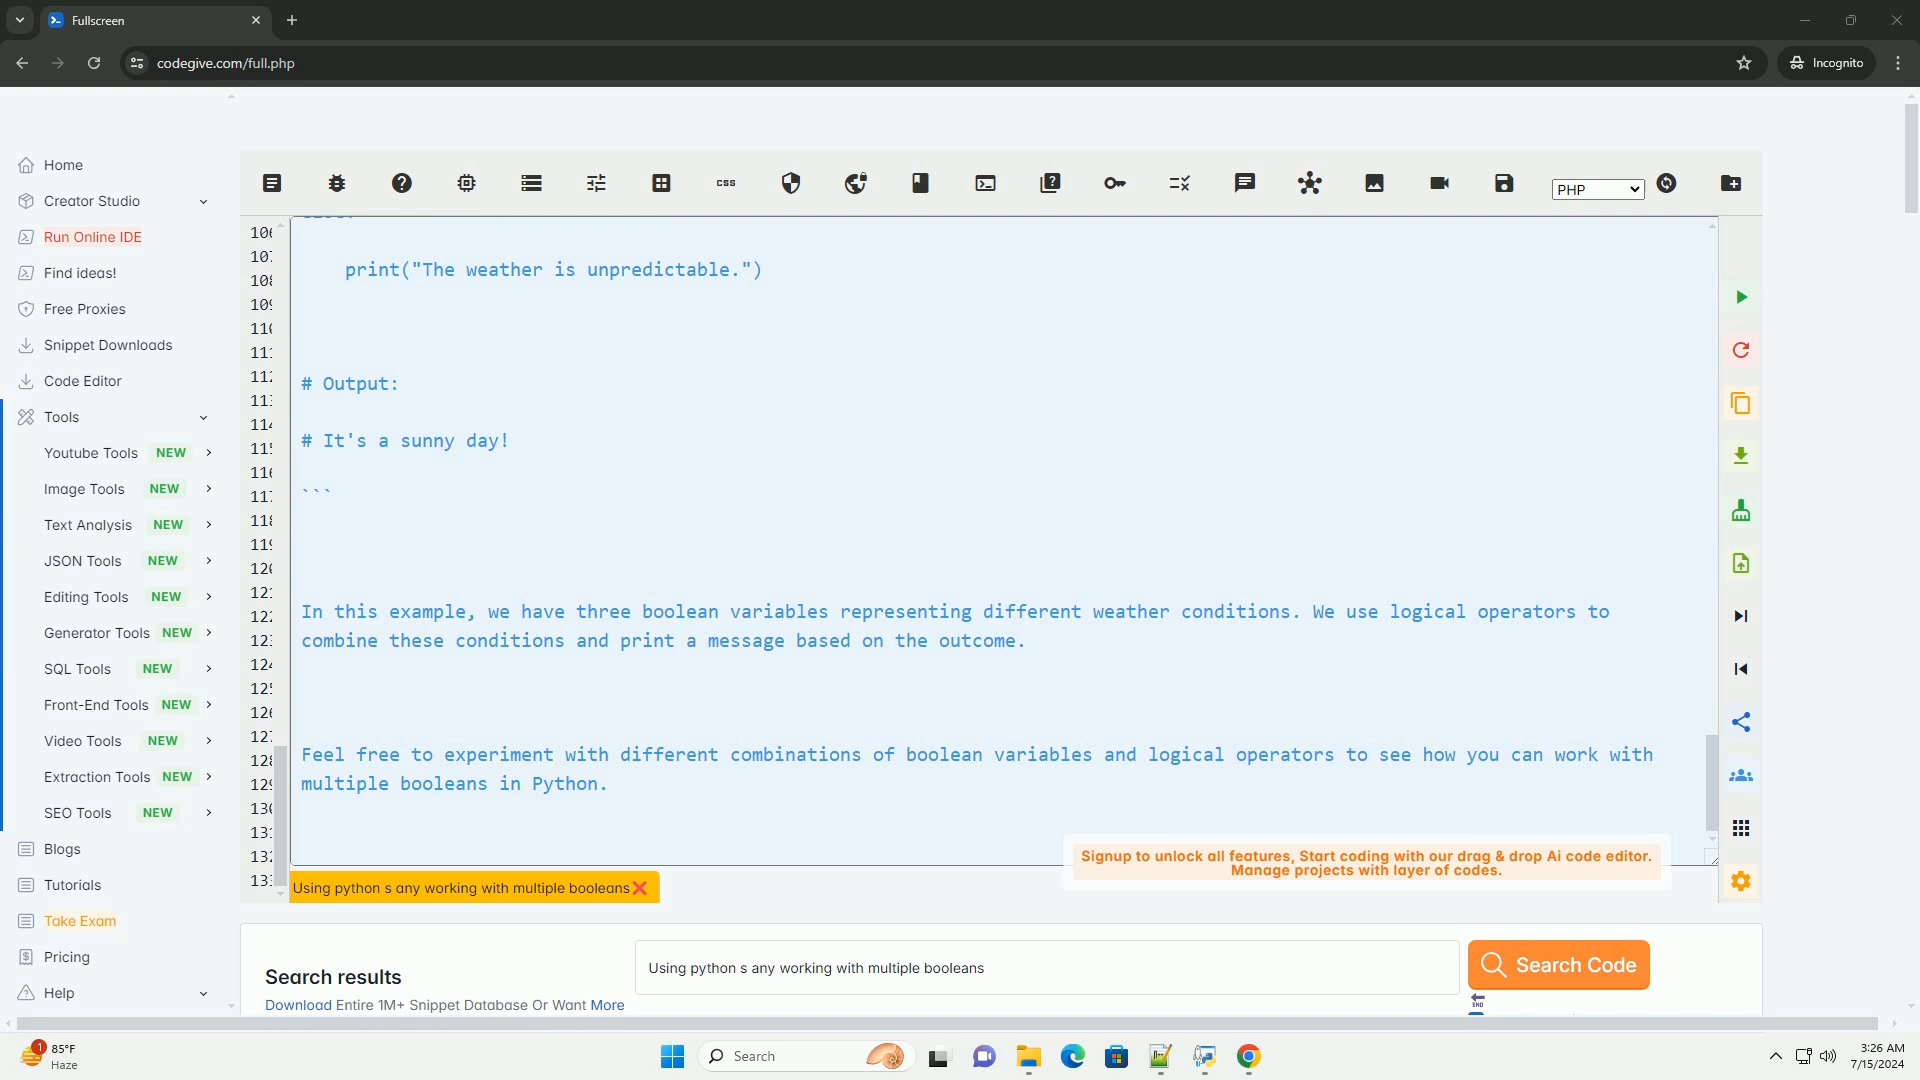 Fullscreen
codegive.com/full.php
Incognito
Home
Creator Studio
Run Online IDE
Find ideas!
Free Proxies
Snippet Downloads
Code Editor
Tools
Youtube Tools NEW
Image Tools NEW
Text Analysis NEW
JSON Tools NEW
Editing Tools NEW
Generator Tools NEW
SQL Tools NEW
Front-End Tools NEW
Video Tools NEW
Extraction Tools NEW
SEO Tools NEW
Blogs
Tutorials
Take Exam
Pricing
Help
css
PHP
print("The weather is unpredictable.")
# Output:
# It's a sunny day!
```
In this example, we have three boolean variables representing different weather conditions. We use logical operators to
combine these conditions and print a message based on the outcome.
Feel free to experiment with different combinations of boolean variables and logical operators to see how you can work with
multiple booleans in Python.
Signup to unlock all features, Start coding with our drag & drop Ai code editor.
Manage projects with layer of codes.
Using python s any working with multiple booleans
Search results
Download Entire 1M+ Snippet Database Or Want More
Using python s any working with multiple booleans
Search Code
END
1
85°F
Haze
Search
3:26 AM
7/15/2024